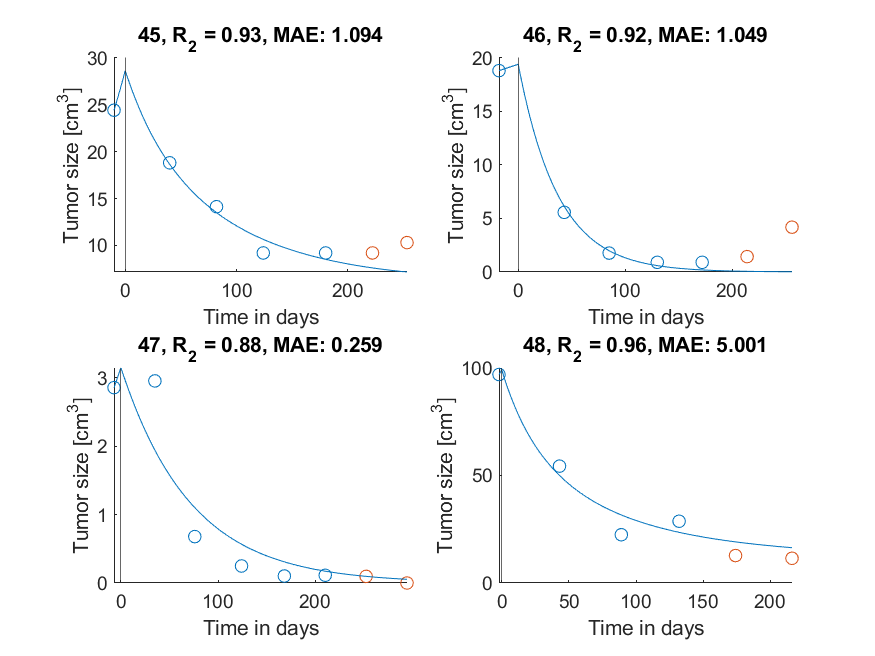 45, R2 = 0.93, MAE: 1.094
30
25
20
15
10
Tumor size [cm3]
0
100
200
Time in days
46, R2 = 0.92, MAE: 1.049
20
15
10
5
0
Tumor size [cm3]
0
100
200
Time in days
47, R2 = 0.88, MAE: 0.259
3
2
1
0
Tumor size [cm3]
0
100
200
Time in days
48, R2 = 0.96, MAE: 5.001
100
50
0
Tumor size [cm3]
0
50
100
150
200
Time in days